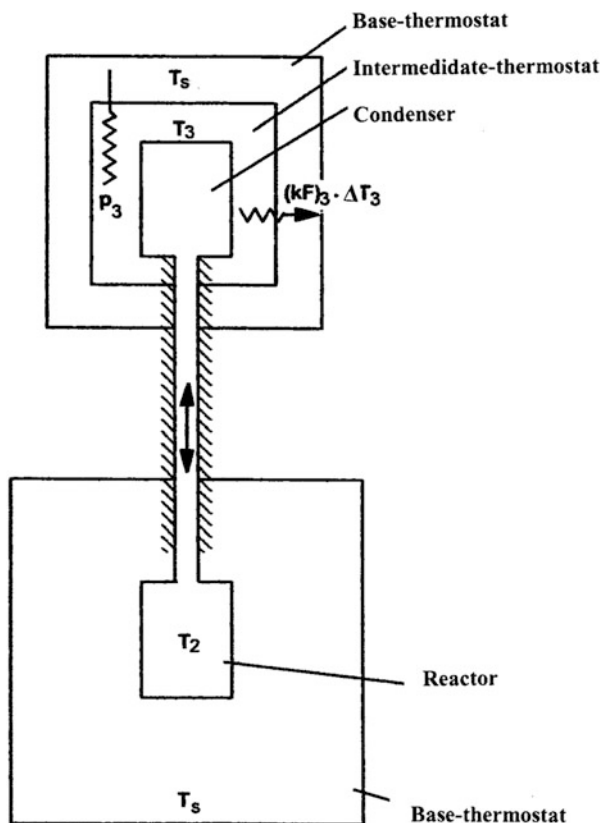 Base-thermostat
Tₛ
Intermedidate-thermostat
T₃
Condenser
p₃
(kF)₃ · ΔT₃
T₂
Reactor
Tₛ
Base-thermostat